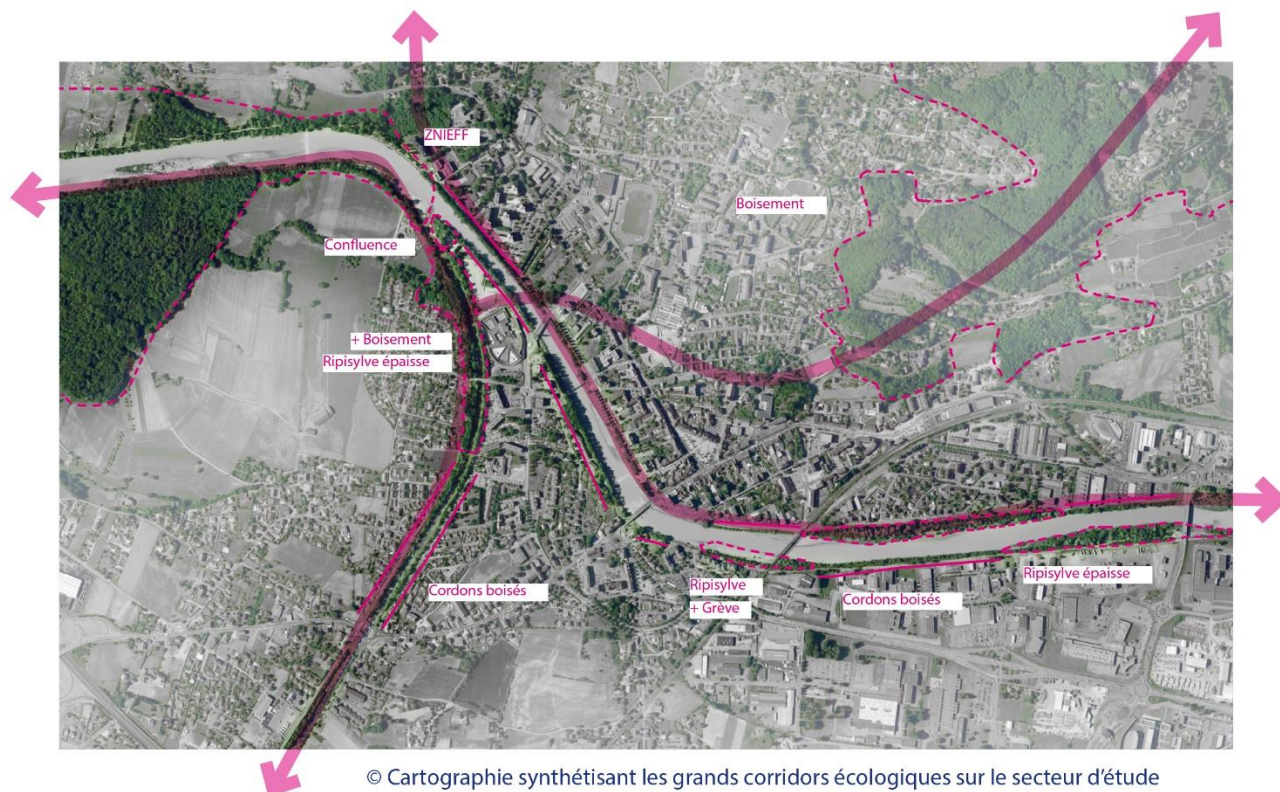 ZNIEFF
Boisement
Confluence
+ Boisement
Ripisylve épaisse
Cordons boisés
Ripisylve
+ Grève
Cordons boisés
Ripisylve épaisse
© Cartographie synthétisant les grands corridors écologiques sur le secteur d'étude